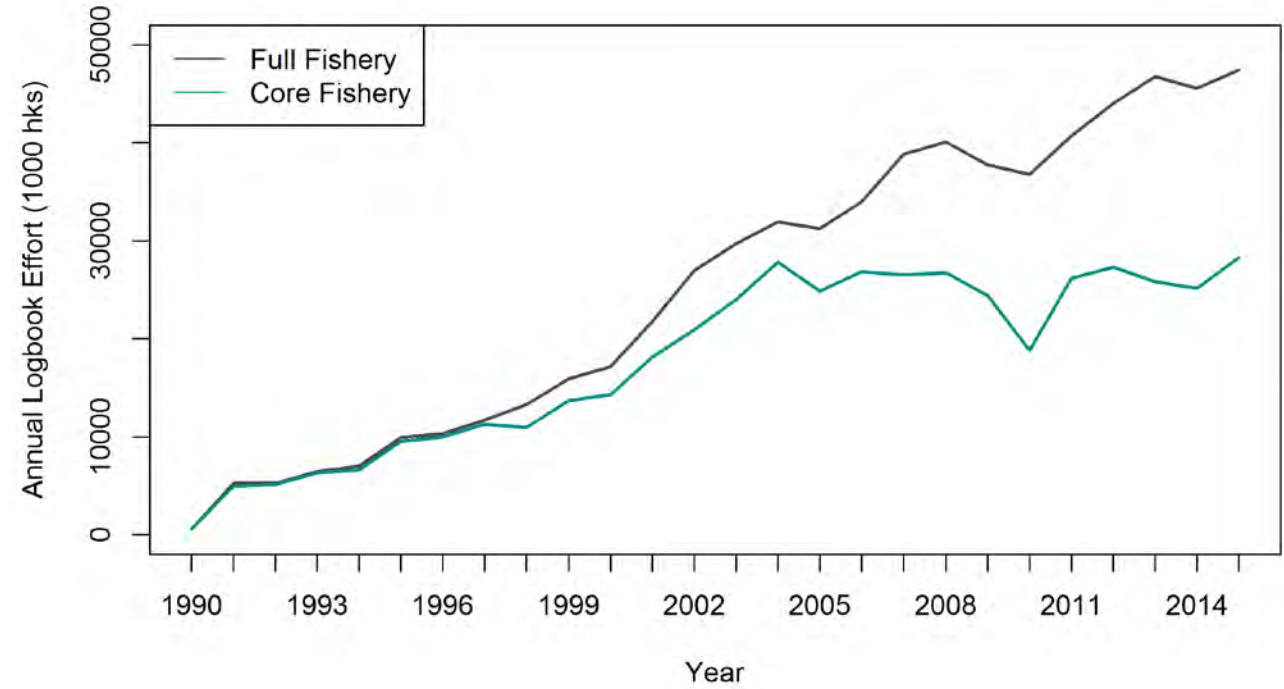 Full Fishery
Core Fishery
Annual Logbook Effort (1000 hks)
50000
30000
10000
0
1990 1993 1996 1999 2002 2005 2008 2011 2014
Year